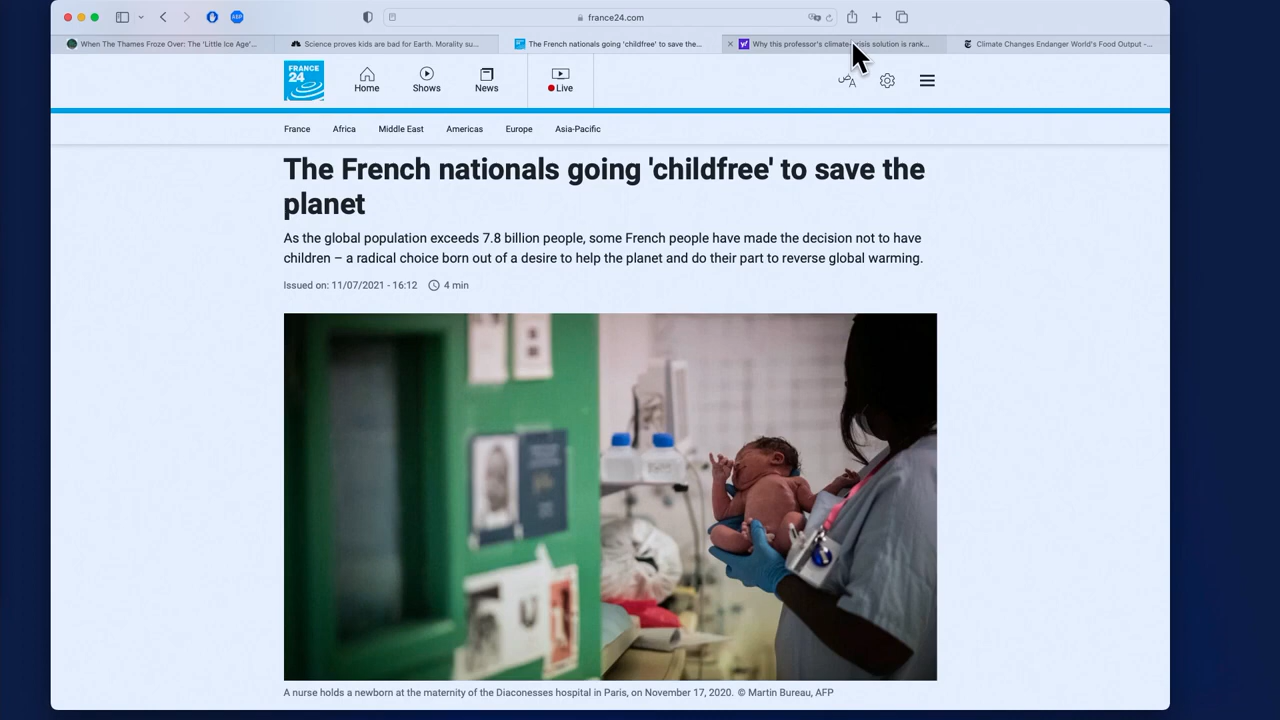 france24.com
When The Thames Froze Over: The 'Little Ice Age'...
Science proves kids are bad for Earth. Morality su...
The French nationals going 'childfree' to save the...
Why this professor's climate-crisis solution is rank...
Climate Changes Endanger World's Food Output -...
FRANCE
24
Home
Shows
News
Live
France
Africa
Middle East
Americas
Europe
Asia-Pacific
The French nationals going 'childfree' to save the
planet
As the global population exceeds 7.8 billion people, some French people have made the decision not to have
children – a radical choice born out of a desire to help the planet and do their part to reverse global warming.
Issued on: 11/07/2021 - 16:12
4 min
A nurse holds a newborn at the maternity of the Diaconesses hospital in Paris, on November 17, 2020. © Martin Bureau, AFP